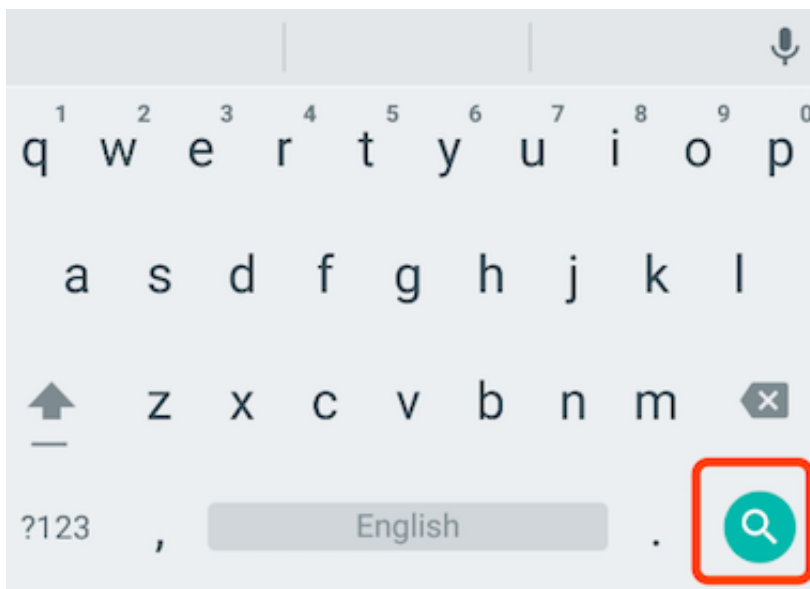 1 2 3 4 5 6 7 8 9 0
q w e r t y u i o p
a s d f g h j k l
z x c v b n m
?123 , English .